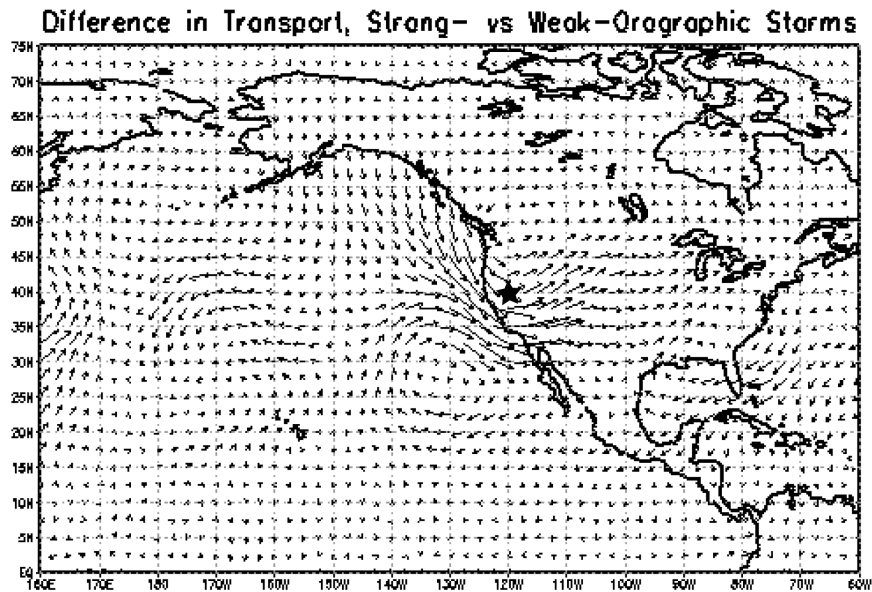 Difference in Transport, Strong- vs Weak-Orographic Storms
75N
70N
65N
60N
55N
50N
45N
40N
35N
30N
25N
20N
15N
10N
5N
EQ
160E 170E 180 170W 160W 150W 140W 130W 120W 110W 100W 90W 80W 70W 60W